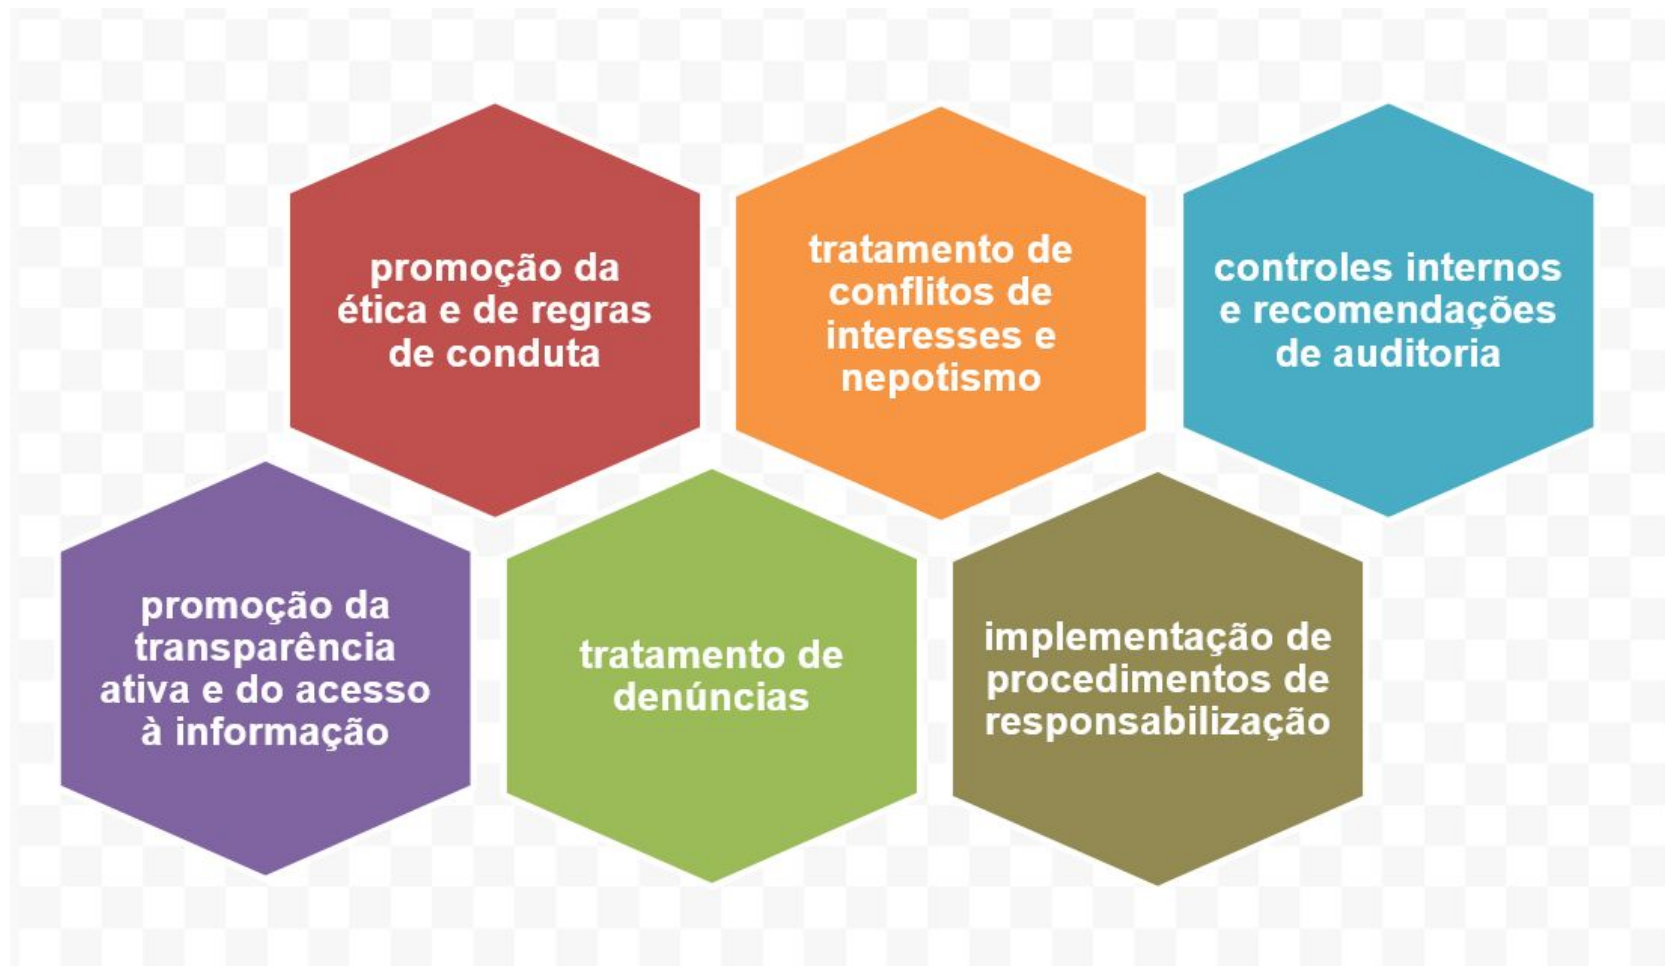 promoção da
ética e de regras
de conduta
tratamento de
conflitos de
interesses e
nepotismo
controles internos
e recomendações
de auditoria
promoção da
transparência
ativa e do acesso
à informação
tratamento de
denúncias
implementação de
procedimentos de
responsabilização